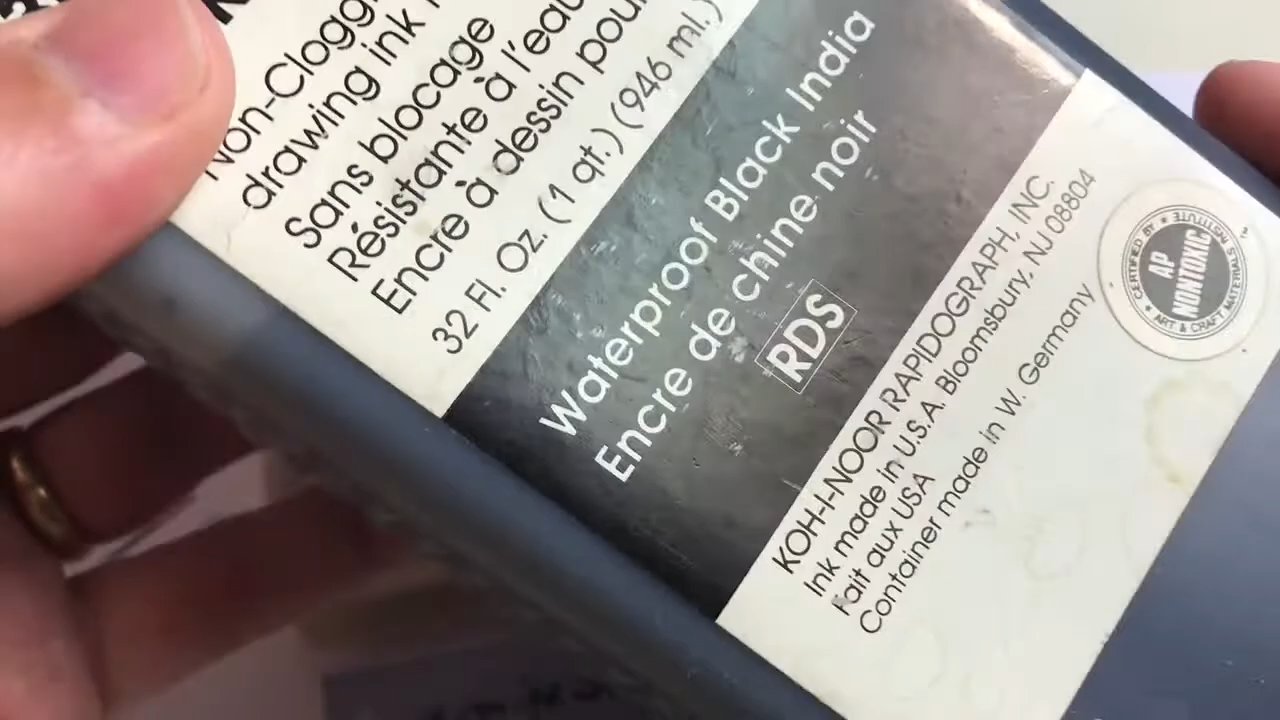 Non-Clogg
drawing ink
Sans blocage
Résistante à l'eau
Encre à dessin pour
32 Fl. Oz. (1 qt.) (946 ml.)
Waterproof Black India
Encre de chine noir
RDS
KOH-I-NOOR RAPIDOGRAPH, INC.
Ink made in U.S.A. Bloomsbury, NJ 08804
Fait aux USA
Container made in W. Germany
CERTIFIED BY ★ ART & CRAFT MATERIALS INSTITUTE ★
AP
NONTOXIC